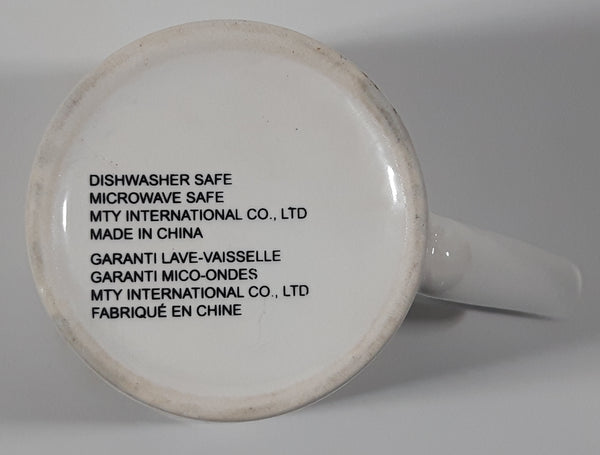 DISHWASHER SAFE
MICROWAVE SAFE
MTY INTERNATIONAL CO., LTD
MADE IN CHINA
GARANTI LAVE-VAISSELLE
GARANTI MICO-ONDES
MTY INTERNATIONAL CO., LTD
FABRIQUÉ EN CHINE